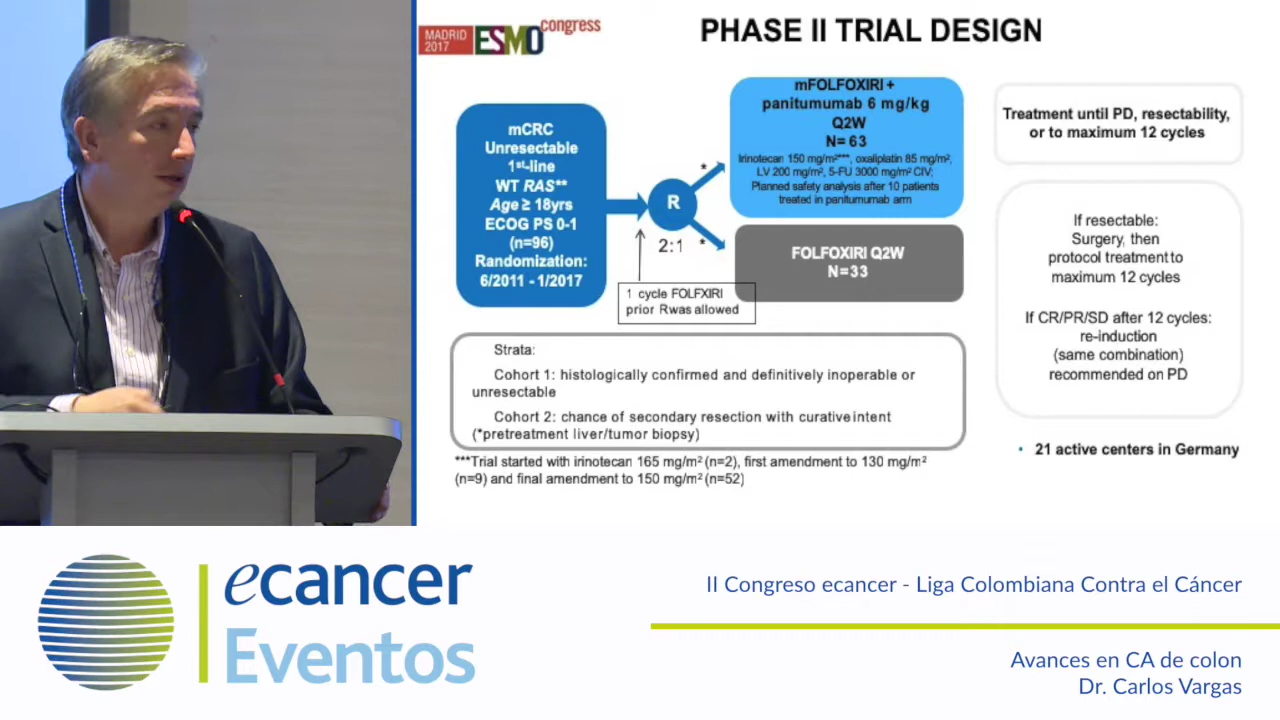 MADRID
2017
ESMO
congress
PHASE II TRIAL DESIGN
mCRC
Unresectable
1st-line
WT RAS**
Age ≥ 18yrs
ECOG PS 0-1
(n=96)
Randomization:
6/2011 - 1/2017
R
2:1
*
*
1 cycle FOLFXIRI
prior Rwas allowed
mFOLFOXIRI +
panitumumab 6 mg/kg
Q2W
N= 63
Irinotecan 150 mg/m²***, oxaliplatin 85 mg/m²,
LV 200 mg/m², 5-FU 3000 mg/m² CIV;
Planned safety analysis after 10 patients
treated in panitumumab arm
FOLFOXIRI Q2W
N=33
Treatment until PD, resectability,
or to maximum 12 cycles
If resectable:
Surgery, then
protocol treatment to
maximum 12 cycles
If CR/PR/SD after 12 cycles:
re-induction
(same combination)
recommended on PD
Strata:
Cohort 1: histologically confirmed and definitively inoperable or
unresectable
Cohort 2: chance of secondary resection with curative intent
(*pretreatment liver/tumor biopsy)
***Trial started with irinotecan 165 mg/m² (n=2), first amendment to 130 mg/m²
(n=9) and final amendment to 150 mg/m² (n=52)
• 21 active centers in Germany
ecancer
Eventos
II Congreso ecancer - Liga Colombiana Contra el Cáncer
Avances en CA de colon
Dr. Carlos Vargas